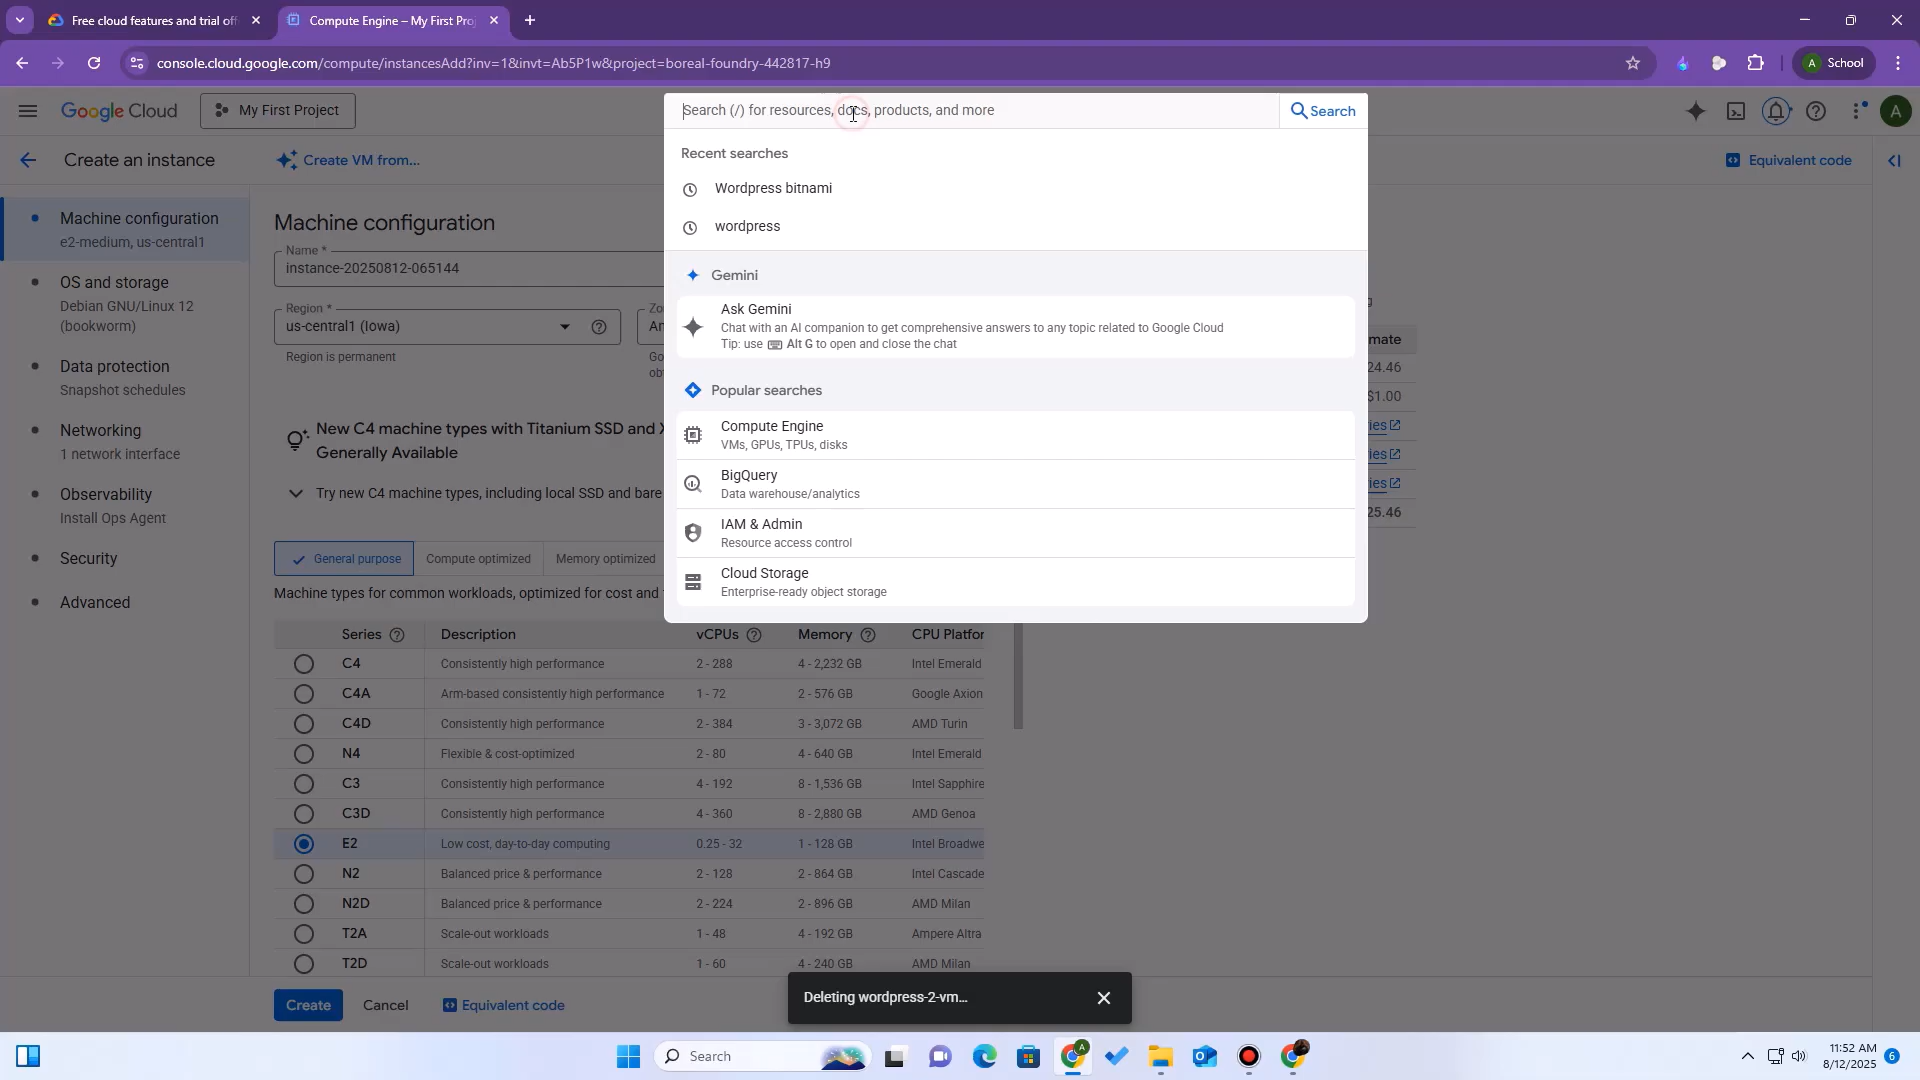 Free cloud features and trial off
Compute Engine – My First Pro
console.cloud.google.com/compute/instancesAdd?inv=1&invt=Ab5P1w&project=boreal-foundry-442817-h9
A School
Google Cloud
My First Project
Search (/) for resources, docs, products, and more
Search
A
Create an instance
Create VM from...
Equivalent code
Recent searches
Wordpress bitnami
wordpress
Gemini
Ask Gemini
Chat with an AI companion to get comprehensive answers to any topic related to Google Cloud
Tip: use Alt G to open and close the chat
Popular searches
Compute Engine
VMs, GPUs, TPUs, disks
BigQuery
Data warehouse/analytics
IAM & Admin
Resource access control
Cloud Storage
Enterprise-ready object storage
Machine configuration
e2-medium, us-central1
OS and storage
Debian GNU/Linux 12
(bookworm)
Data protection
Snapshot schedules
Networking
1 network interface
Observability
Install Ops Agent
Security
Advanced
Machine configuration
Name *
instance-20250812-065144
Region *
us-central1 (Iowa)
Region is permanent
New C4 machine types with Titanium SSD and
Generally Available
Try new C4 machine types, including local SSD and bare
General purpose Compute optimized Memory optimized
Machine types for common workloads, optimized for cost and
Series Description vCPUs Memory CPU Platfor
C4 Consistently high performance 2 - 288 4 - 2,232 GB Intel Emerald
C4A Arm-based consistently high performance 1 - 72 2 - 576 GB Google Axion
C4D Consistently high performance 2 - 384 3 - 3,072 GB AMD Turin
N4 Flexible & cost-optimized 2 - 80 4 - 640 GB Intel Emerald
C3 Consistently high performance 4 - 192 8 - 1,536 GB Intel Sapphire
C3D Consistently high performance 4 - 360 8 - 2,880 GB AMD Genoa
E2 Low cost, day-to-day computing 0.25 - 32 1 - 128 GB Intel Broadwe
N2 Balanced price & performance 2 - 128 2 - 864 GB Intel Cascade
N2D Balanced price & performance 2 - 224 2 - 896 GB AMD Milan
T2A Scale-out workloads 1 - 48 4 - 192 GB Ampere Altra
T2D Scale-out workloads 1 - 60 4 - 240 GB AMD Milan
mate
24.46
$1.00
ies
ies
ies
25.46
Create Cancel Equivalent code
Deleting wordpress-2-vm...
Search
11:52 AM
8/12/2025
6